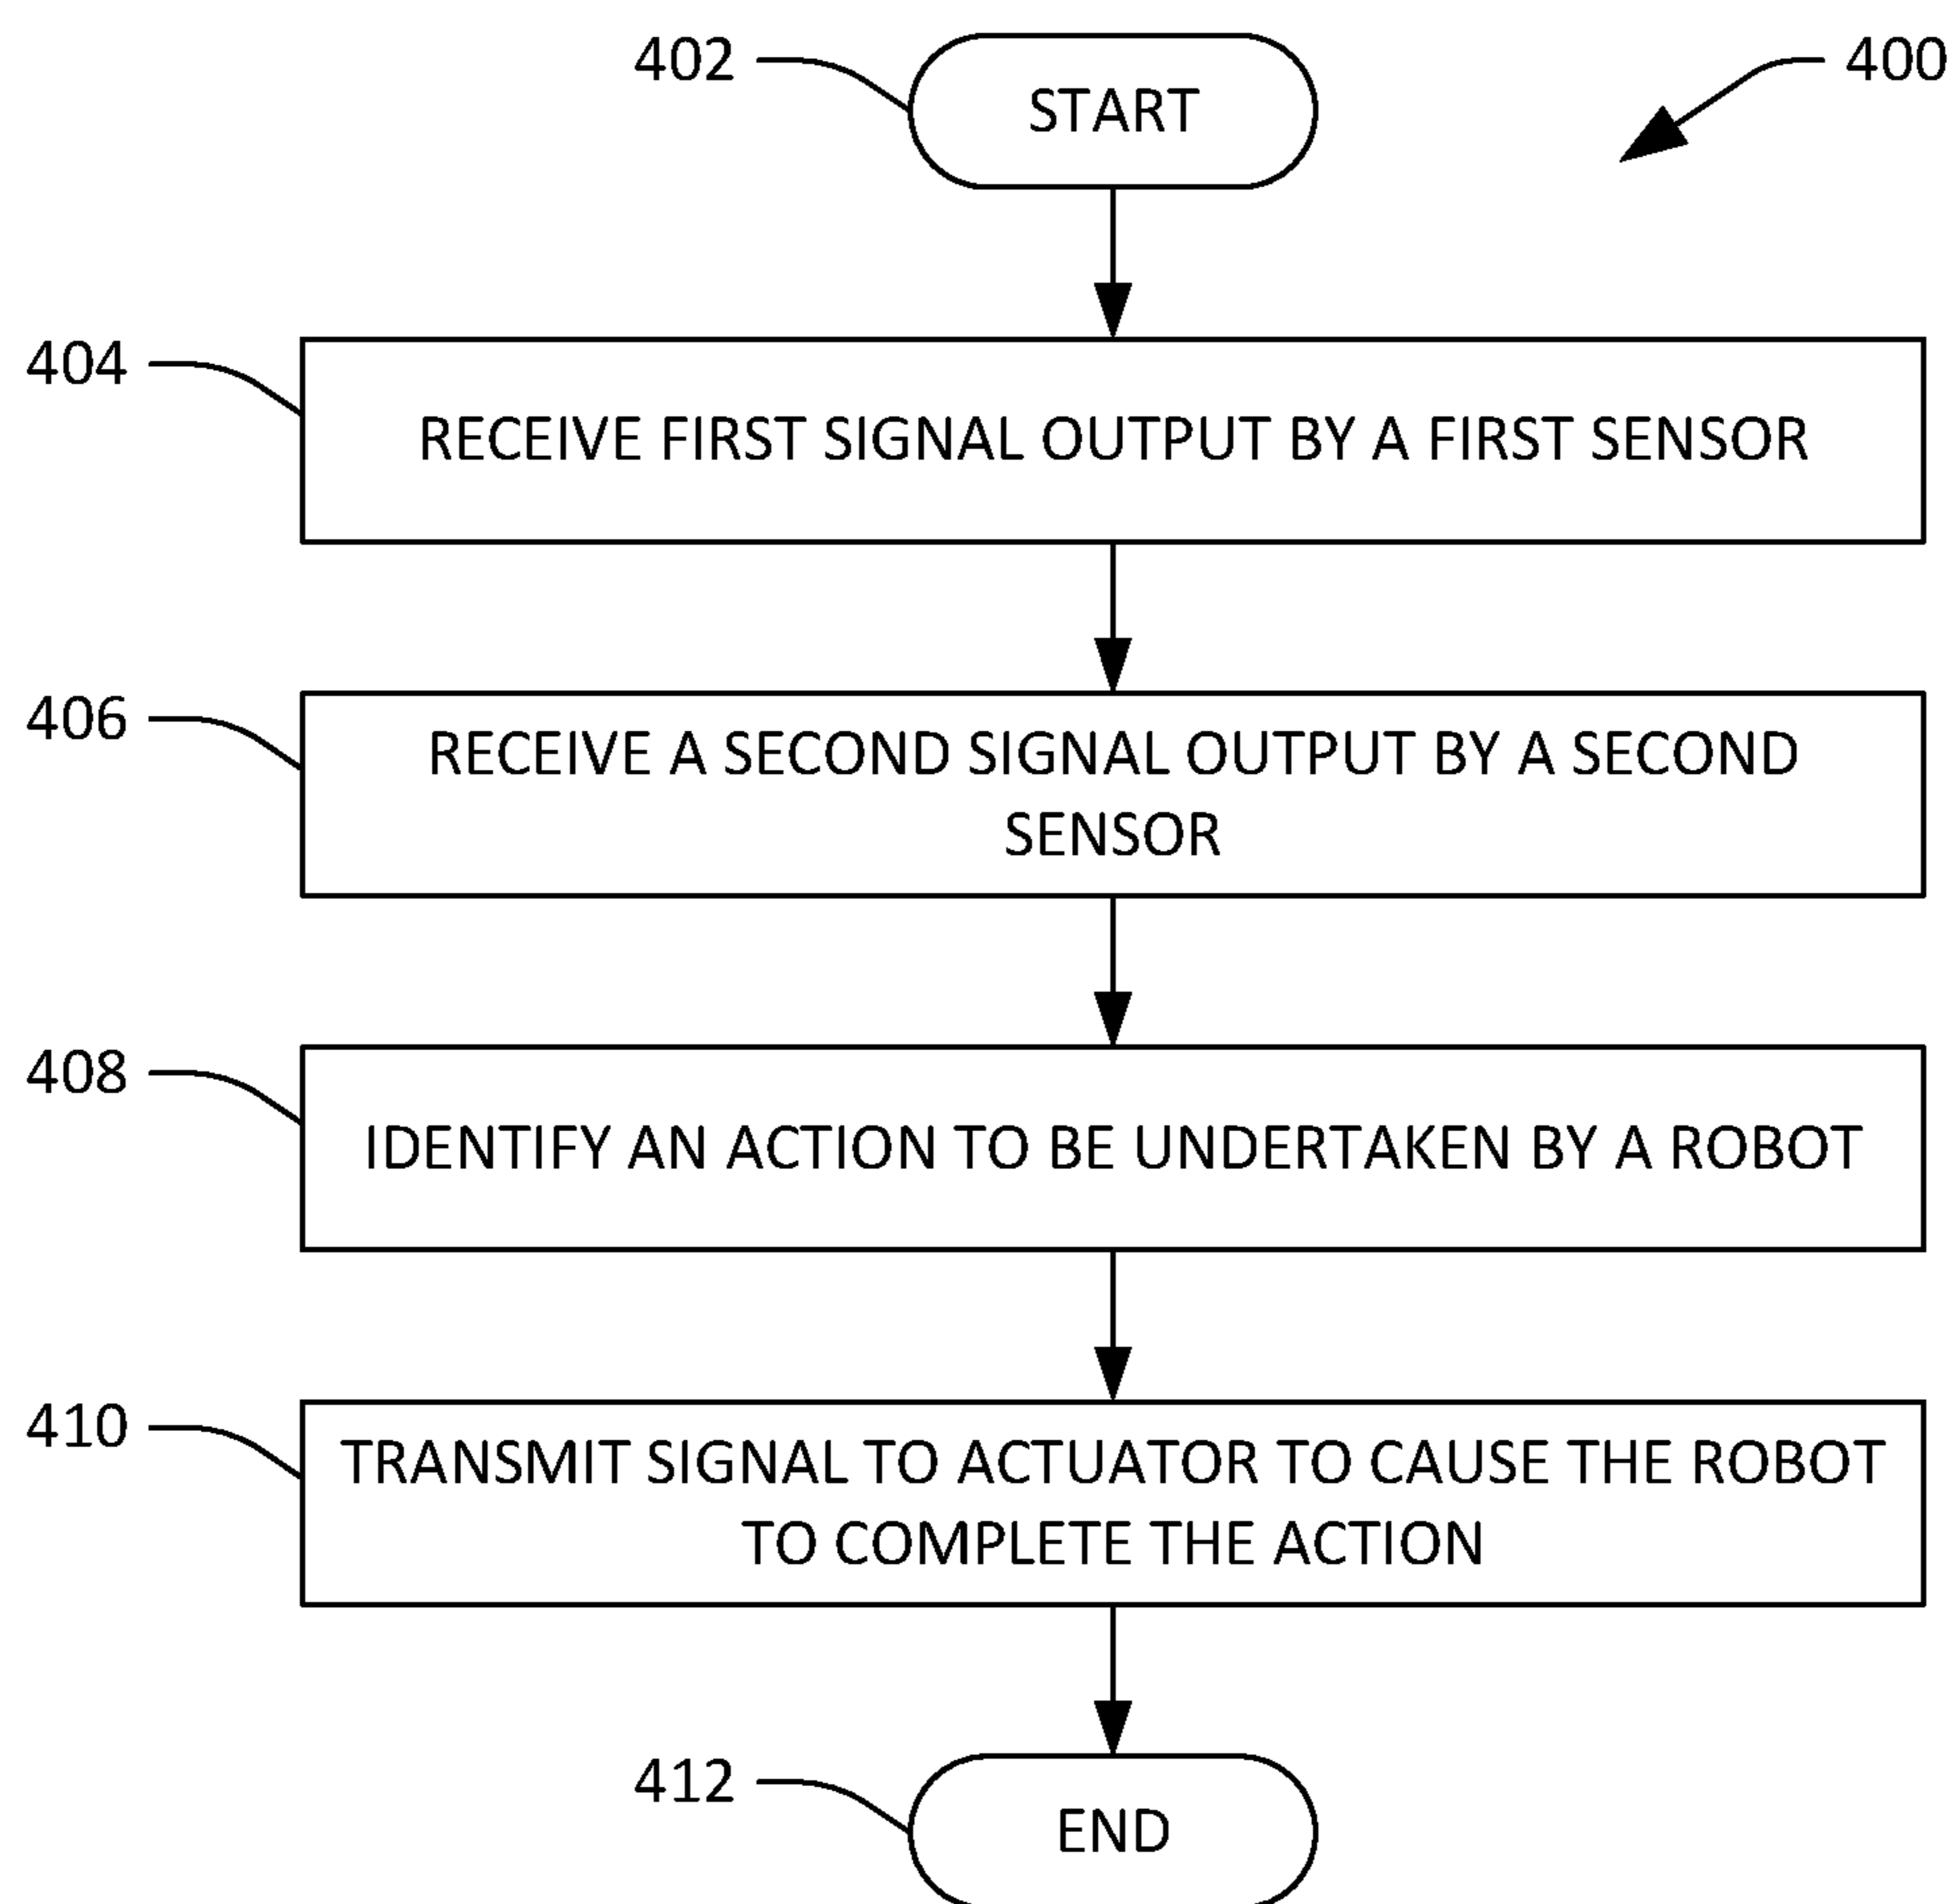 402
START
400
404
RECEIVE FIRST SIGNAL OUTPUT BY A FIRST SENSOR
406
RECEIVE A SECOND SIGNAL OUTPUT BY A SECOND
SENSOR
408
IDENTIFY AN ACTION TO BE UNDERTAKEN BY A ROBOT
410
TRANSMIT SIGNAL TO ACTUATOR TO CAUSE THE ROBOT
TO COMPLETE THE ACTION
412
END